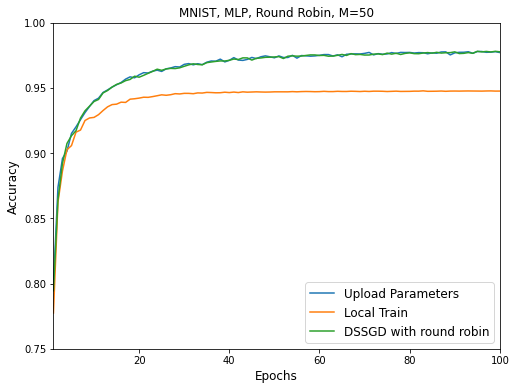 MNIST, MLP, Round Robin, M=50
1.00
0.95
0.90
0.85
0.80
0.75
Accuracy
20
40
60
80
100
Epochs
Upload Parameters
Local Train
DSSGD with round robin